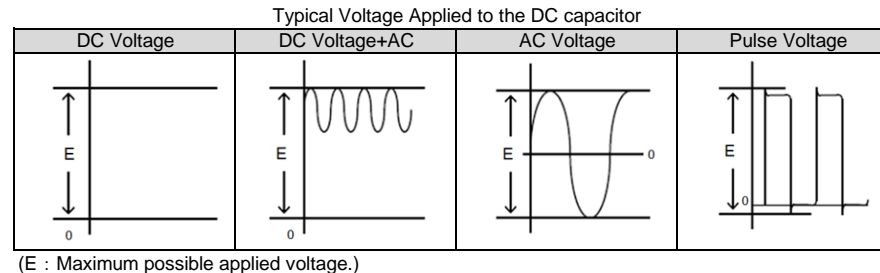 Typical Voltage Applied to the DC capacitor
DC Voltage DC Voltage+AC AC Voltage Pulse Voltage
E E E E
0 0 0 0
(E：Maximum possible applied voltage.)